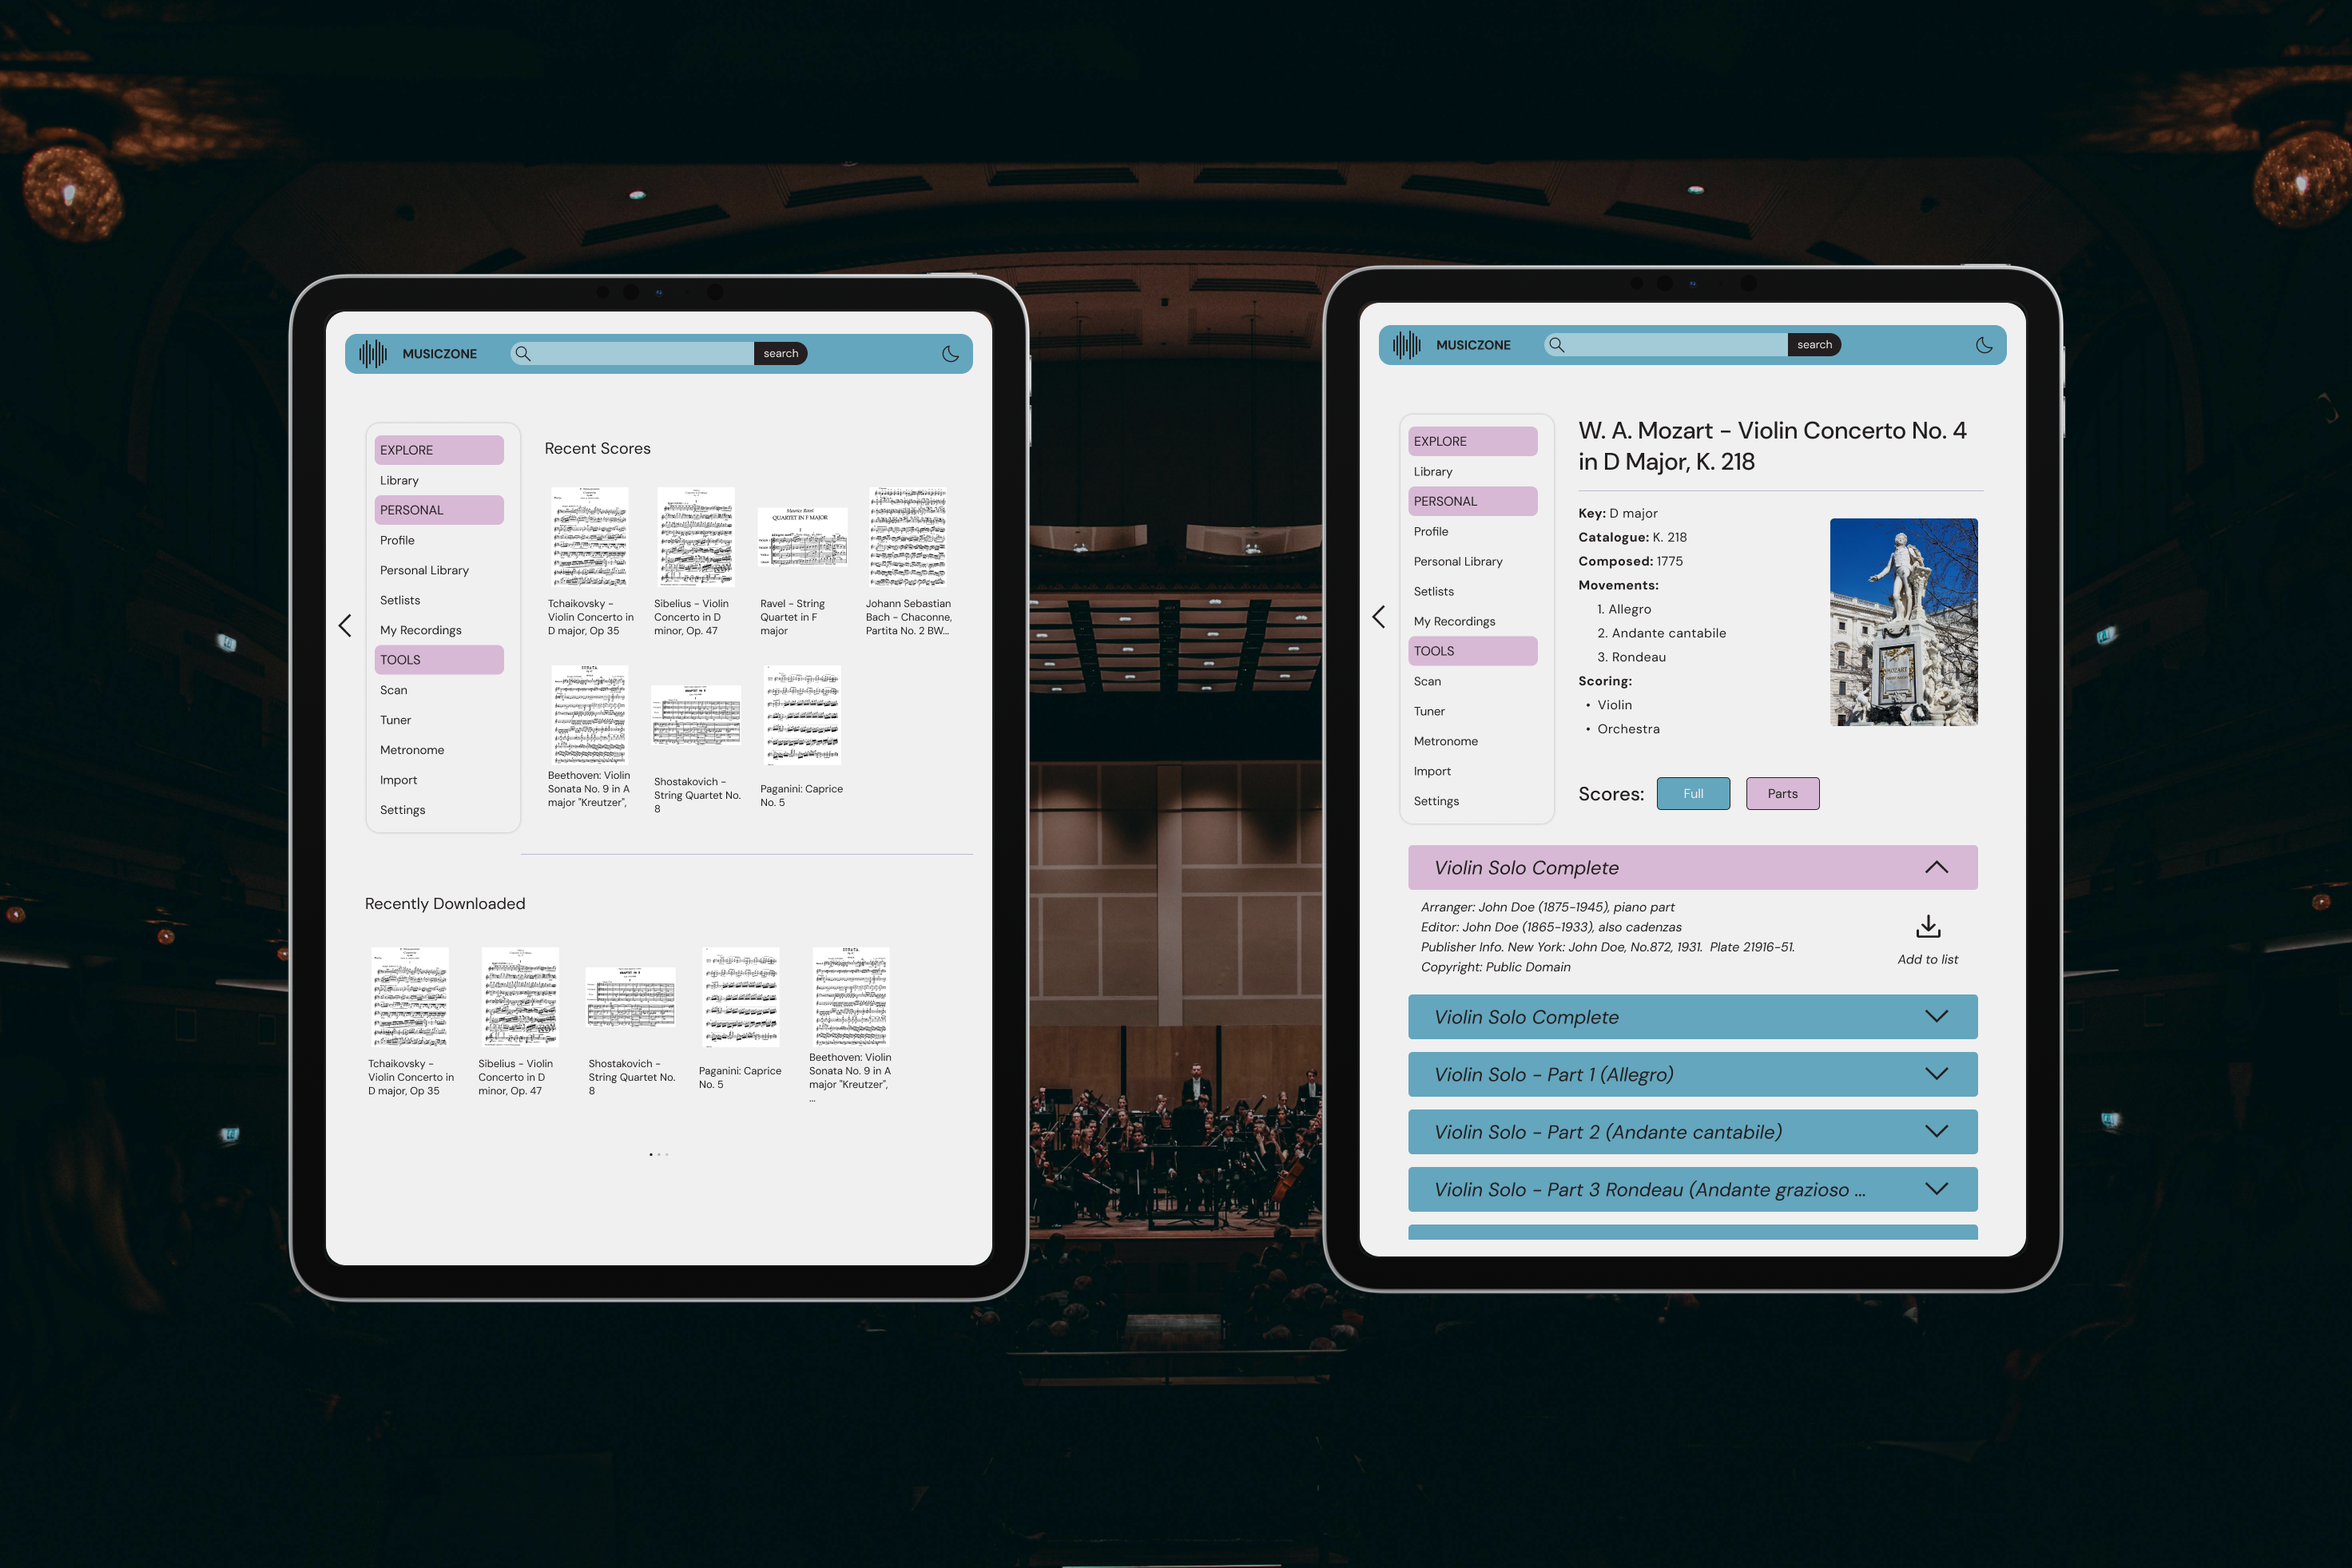 MUSICZONE
search
EXPLORE
Library
PERSONAL
Profile
Personal Library
Setlists
My Recordings
TOOLS
Scan
Tuner
Metronome
Import
Settings
Recent Scores
Tchaikovsky -
Violin Concerto in
D major, Op 35
Sibelius - Violin
Concerto in D
minor, Op. 47
Maurice Ravel
QUARTET IN F MAJOR
Ravel - String
Quartet in F
major
Johann Sebastian
Bach - Chaconne,
Partita No. 2 BW...
SONATA
Beethoven: Violin
Sonata No. 9 in A
major "Kreutzer",
Shostakovich -
String Quartet No.
8
Paganini: Caprice
No. 5
Recently Downloaded
Tchaikovsky -
Violin Concerto in
D major, Op 35
Sibelius - Violin
Concerto in D
minor, Op. 47
Shostakovich -
String Quartet No.
8
Paganini: Caprice
No. 5
SONATA
Beethoven: Violin
Sonata No. 9 in A
major "Kreutzer",
...
MUSICZONE
search
EXPLORE
Library
PERSONAL
Profile
Personal Library
Setlists
My Recordings
TOOLS
Scan
Tuner
Metronome
Import
Settings
W. A. Mozart - Violin Concerto No. 4
in D Major, K. 218
Key: D major
Catalogue: K. 218
Composed: 1775
Movements:
1. Allegro
2. Andante cantabile
3. Rondeau
Scoring:
• Violin
• Orchestra
MOZART
Scores:
Full
Parts
Violin Solo Complete
Arranger: John Doe (1875-1945), piano part
Editor: John Doe (1865-1933), also cadenzas
Publisher Info. New York: John Doe, No.872, 1931. Plate 21916-51.
Copyright: Public Domain
Add to list
Violin Solo Complete
Violin Solo - Part 1 (Allegro)
Violin Solo - Part 2 (Andante cantabile)
Violin Solo - Part 3 Rondeau (Andante grazioso ...